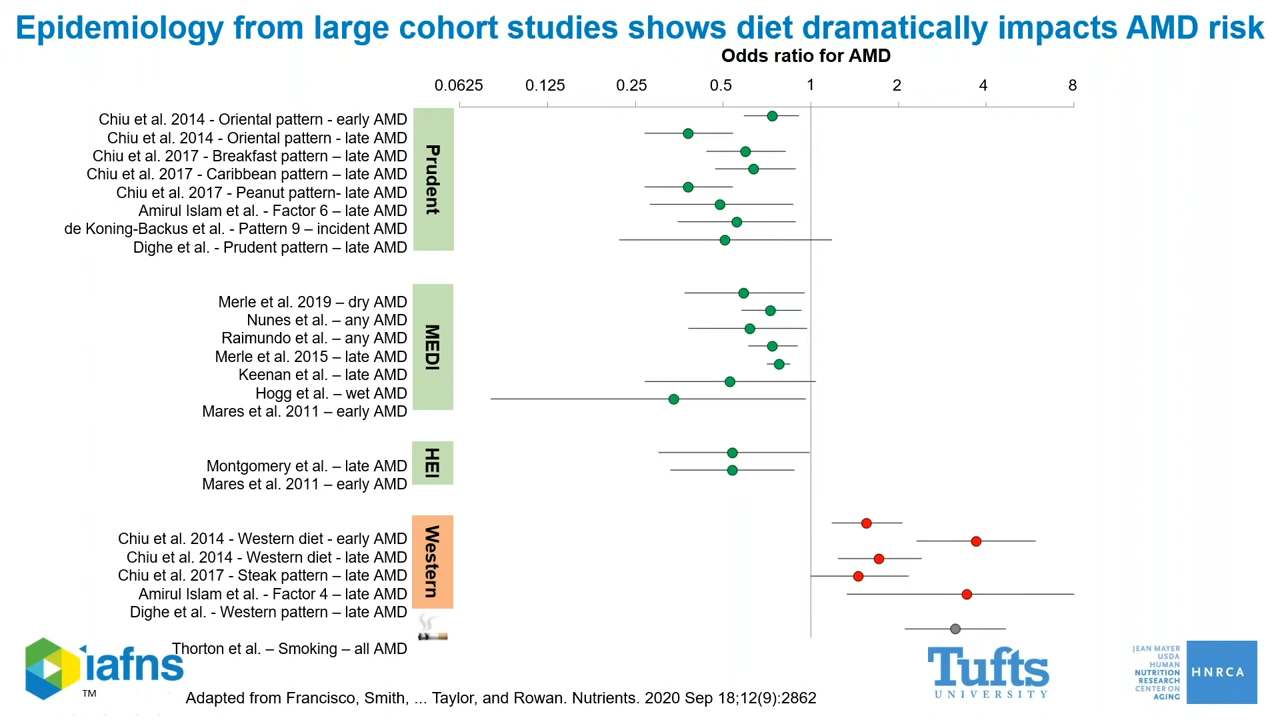 Epidemiology from large cohort studies shows diet dramatically impacts AMD risk
Odds ratio for AMD
0.0625 0.125 0.25 0.5 1 2 4 8
Prudent
Chiu et al. 2014 - Oriental pattern - early AMD
Chiu et al. 2014 - Oriental pattern - late AMD
Chiu et al. 2017 - Breakfast pattern – late AMD
Chiu et al. 2017 - Caribbean pattern – late AMD
Chiu et al. 2017 - Peanut pattern- late AMD
Amirul Islam et al. - Factor 6 – late AMD
de Koning-Backus et al. - Pattern 9 – incident AMD
Dighe et al. - Prudent pattern – late AMD
MEDI
Merle et al. 2019 – dry AMD
Nunes et al. – any AMD
Raimundo et al. – any AMD
Merle et al. 2015 – late AMD
Keenan et al. – late AMD
Hogg et al. – wet AMD
Mares et al. 2011 – early AMD
HEI
Montgomery et al. – late AMD
Mares et al. 2011 – early AMD
Western
Chiu et al. 2014 - Western diet - early AMD
Chiu et al. 2014 - Western diet - late AMD
Chiu et al. 2017 - Steak pattern – late AMD
Amirul Islam et al. - Factor 4 – late AMD
Dighe et al. - Western pattern – late AMD
Thorton et al. – Smoking – all AMD
iafns
TM
Adapted from Francisco, Smith, ... Taylor, and Rowan. Nutrients. 2020 Sep 18;12(9):2862
Tufts
UNIVERSITY
JEAN MAYER
USDA
HUMAN
NUTRITION
RESEARCH
CENTER ON
AGING
HNRCA